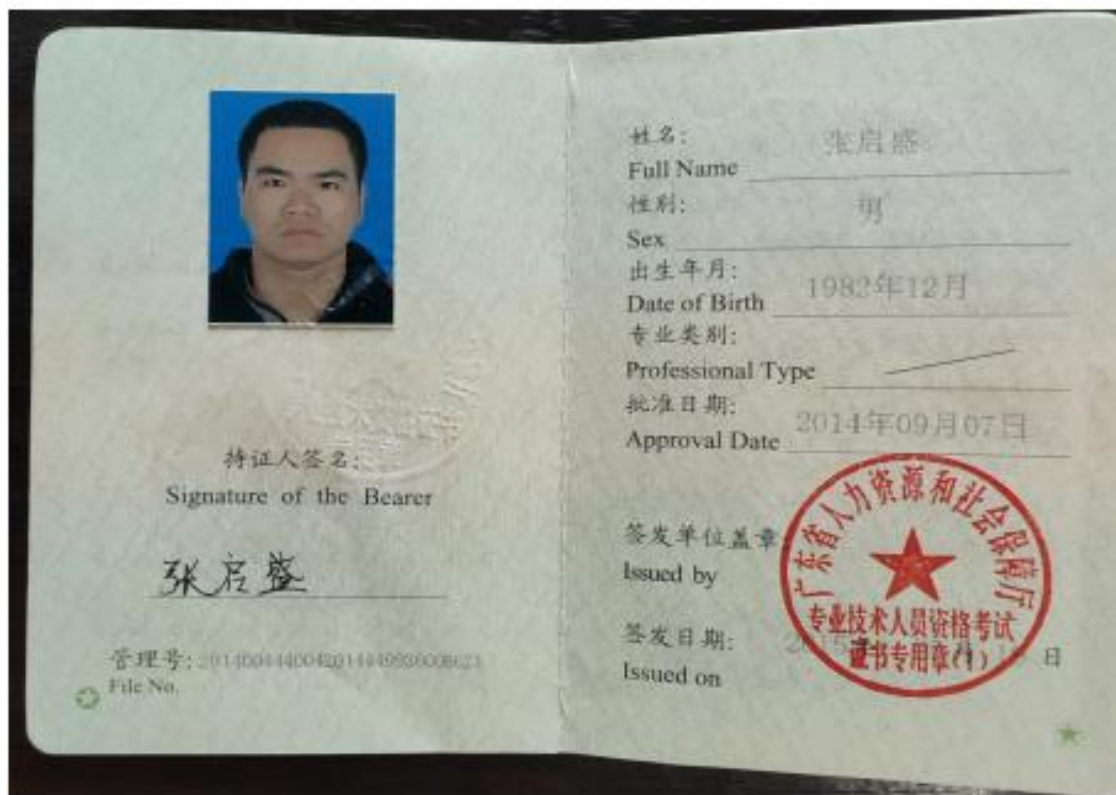 持证人签名:
Signature of the Bearer
张启盛
管理号:
File No.
姓名: 张启盛
Full Name
性别: 男
Sex
出生年月: 1982年12月
Date of Birth
专业类别:
Professional Type
批准日期: 2014年09月07日
Approval Date
签发单位盖章
Issued by
广东省人力资源和社会保障厅
专业技术人员资格考试
证书专用章(1)
签发日期: 日
Issued on